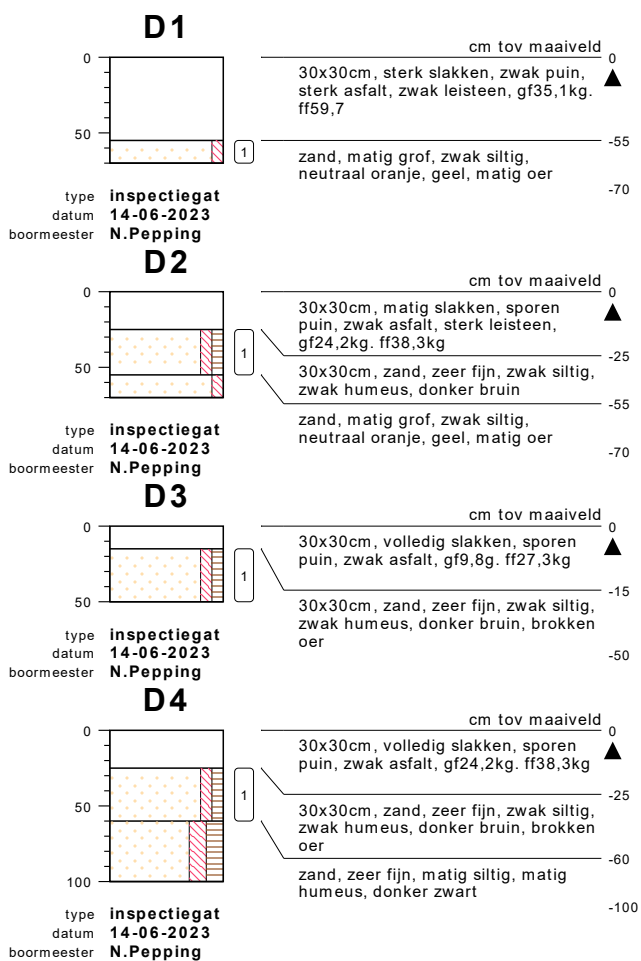 D1
cm tov maaiveld
0
0
30x30cm, sterk slakken, zwak puin,
sterk asfalt, zwak leisteen, gf35,1kg.
ff59,7
50
1
-55
zand, matig grof, zwak siltig,
neutraal oranje, geel, matig oer
-70
type inspectiegat
datum 14-06-2023
boormeester N.Pepping
D2
cm tov maaiveld
0
0
30x30cm, matig slakken, sporen
puin, zwak asfalt, sterk leisteen,
gf24,2kg. ff38,3kg
1
-25
50
30x30cm, zand, zeer fijn, zwak siltig,
zwak humeus, donker bruin
-55
zand, matig grof, zwak siltig,
neutraal oranje, geel, matig oer
-70
type inspectiegat
datum 14-06-2023
boormeester N.Pepping
D3
cm tov maaiveld
0
0
30x30cm, volledig slakken, sporen
puin, zwak asfalt, gf9,8g. ff27,3kg
1
-15
50
30x30cm, zand, zeer fijn, zwak siltig,
zwak humeus, donker bruin, brokken
oer
-50
type inspectiegat
datum 14-06-2023
boormeester N.Pepping
D4
cm tov maaiveld
0
0
30x30cm, volledig slakken, sporen
puin, zwak asfalt, gf24,2kg. ff38,3kg
1
-25
50
30x30cm, zand, zeer fijn, zwak siltig,
zwak humeus, donker bruin, brokken
oer
-60
zand, zeer fijn, matig siltig, matig
humeus, donker zwart
100
-100
type inspectiegat
datum 14-06-2023
boormeester N.Pepping